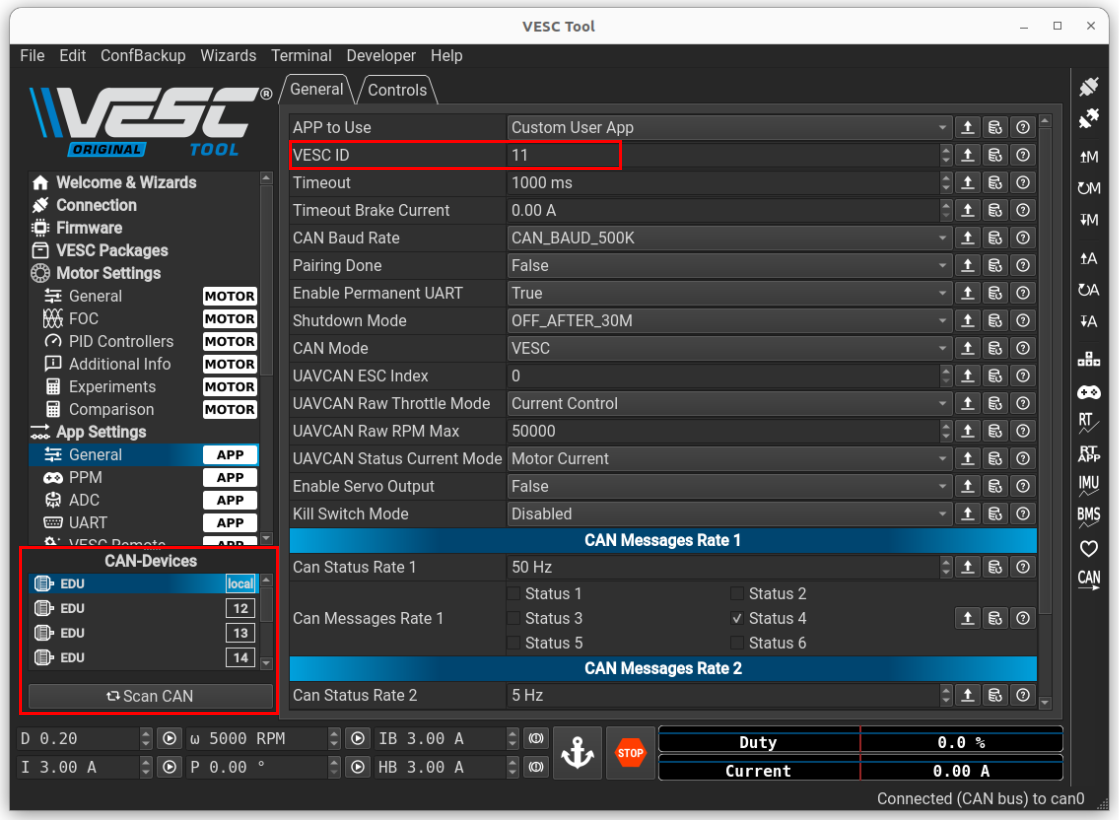 VESC Tool
File Edit ConfBackup Wizards Terminal Developer Help
VESC ®
ORIGINAL TOOL
Welcome & Wizards
Connection
Firmware
VESC Packages
Motor Settings
General MOTOR
FOC MOTOR
PID Controllers MOTOR
Additional Info MOTOR
Experiments MOTOR
Comparison MOTOR
App Settings
General APP
PPM APP
ADC APP
UART APP
VESC Remote APP
CAN-Devices
EDU local
EDU 12
EDU 13
EDU 14
Scan CAN
General Controls
APP to Use Custom User App
VESC ID 11
Timeout 1000 ms
Timeout Brake Current 0.00 A
CAN Baud Rate CAN_BAUD_500K
Pairing Done False
Enable Permanent UART True
Shutdown Mode OFF_AFTER_30M
CAN Mode VESC
UAVCAN ESC Index 0
UAVCAN Raw Throttle Mode Current Control
UAVCAN Raw RPM Max 50000
UAVCAN Status Current Mode Motor Current
Enable Servo Output False
Kill Switch Mode Disabled
CAN Messages Rate 1
Can Status Rate 1 50 Hz
Can Messages Rate 1
Status 1 Status 2
Status 3 Status 4
Status 5 Status 6
CAN Messages Rate 2
Can Status Rate 2 5 Hz
M
M
M
A
A
A
RT
RT APP
IMU
BMS
CAN
D 0.20 ω 5000 RPM IB 3.00 A
I 3.00 A P 0.00 ° HB 3.00 A
STOP
Duty 0.0 %
Current 0.00 A
Connected (CAN bus) to can0